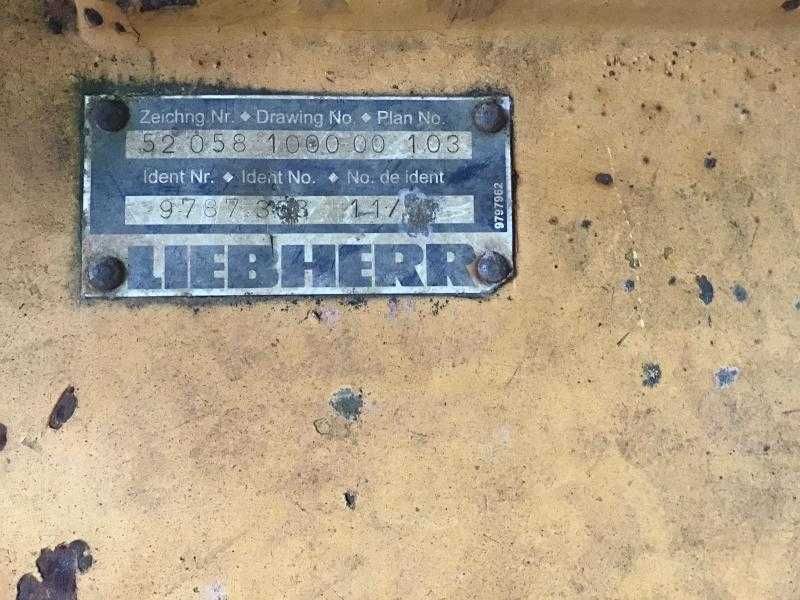 Zeichng Nr. ◆ Drawing No. ◆ Plan No.
52 058 1000 00 103
Ident Nr. ◆ Ident No. ◆ No. de ident
9797962
LIEBHERR